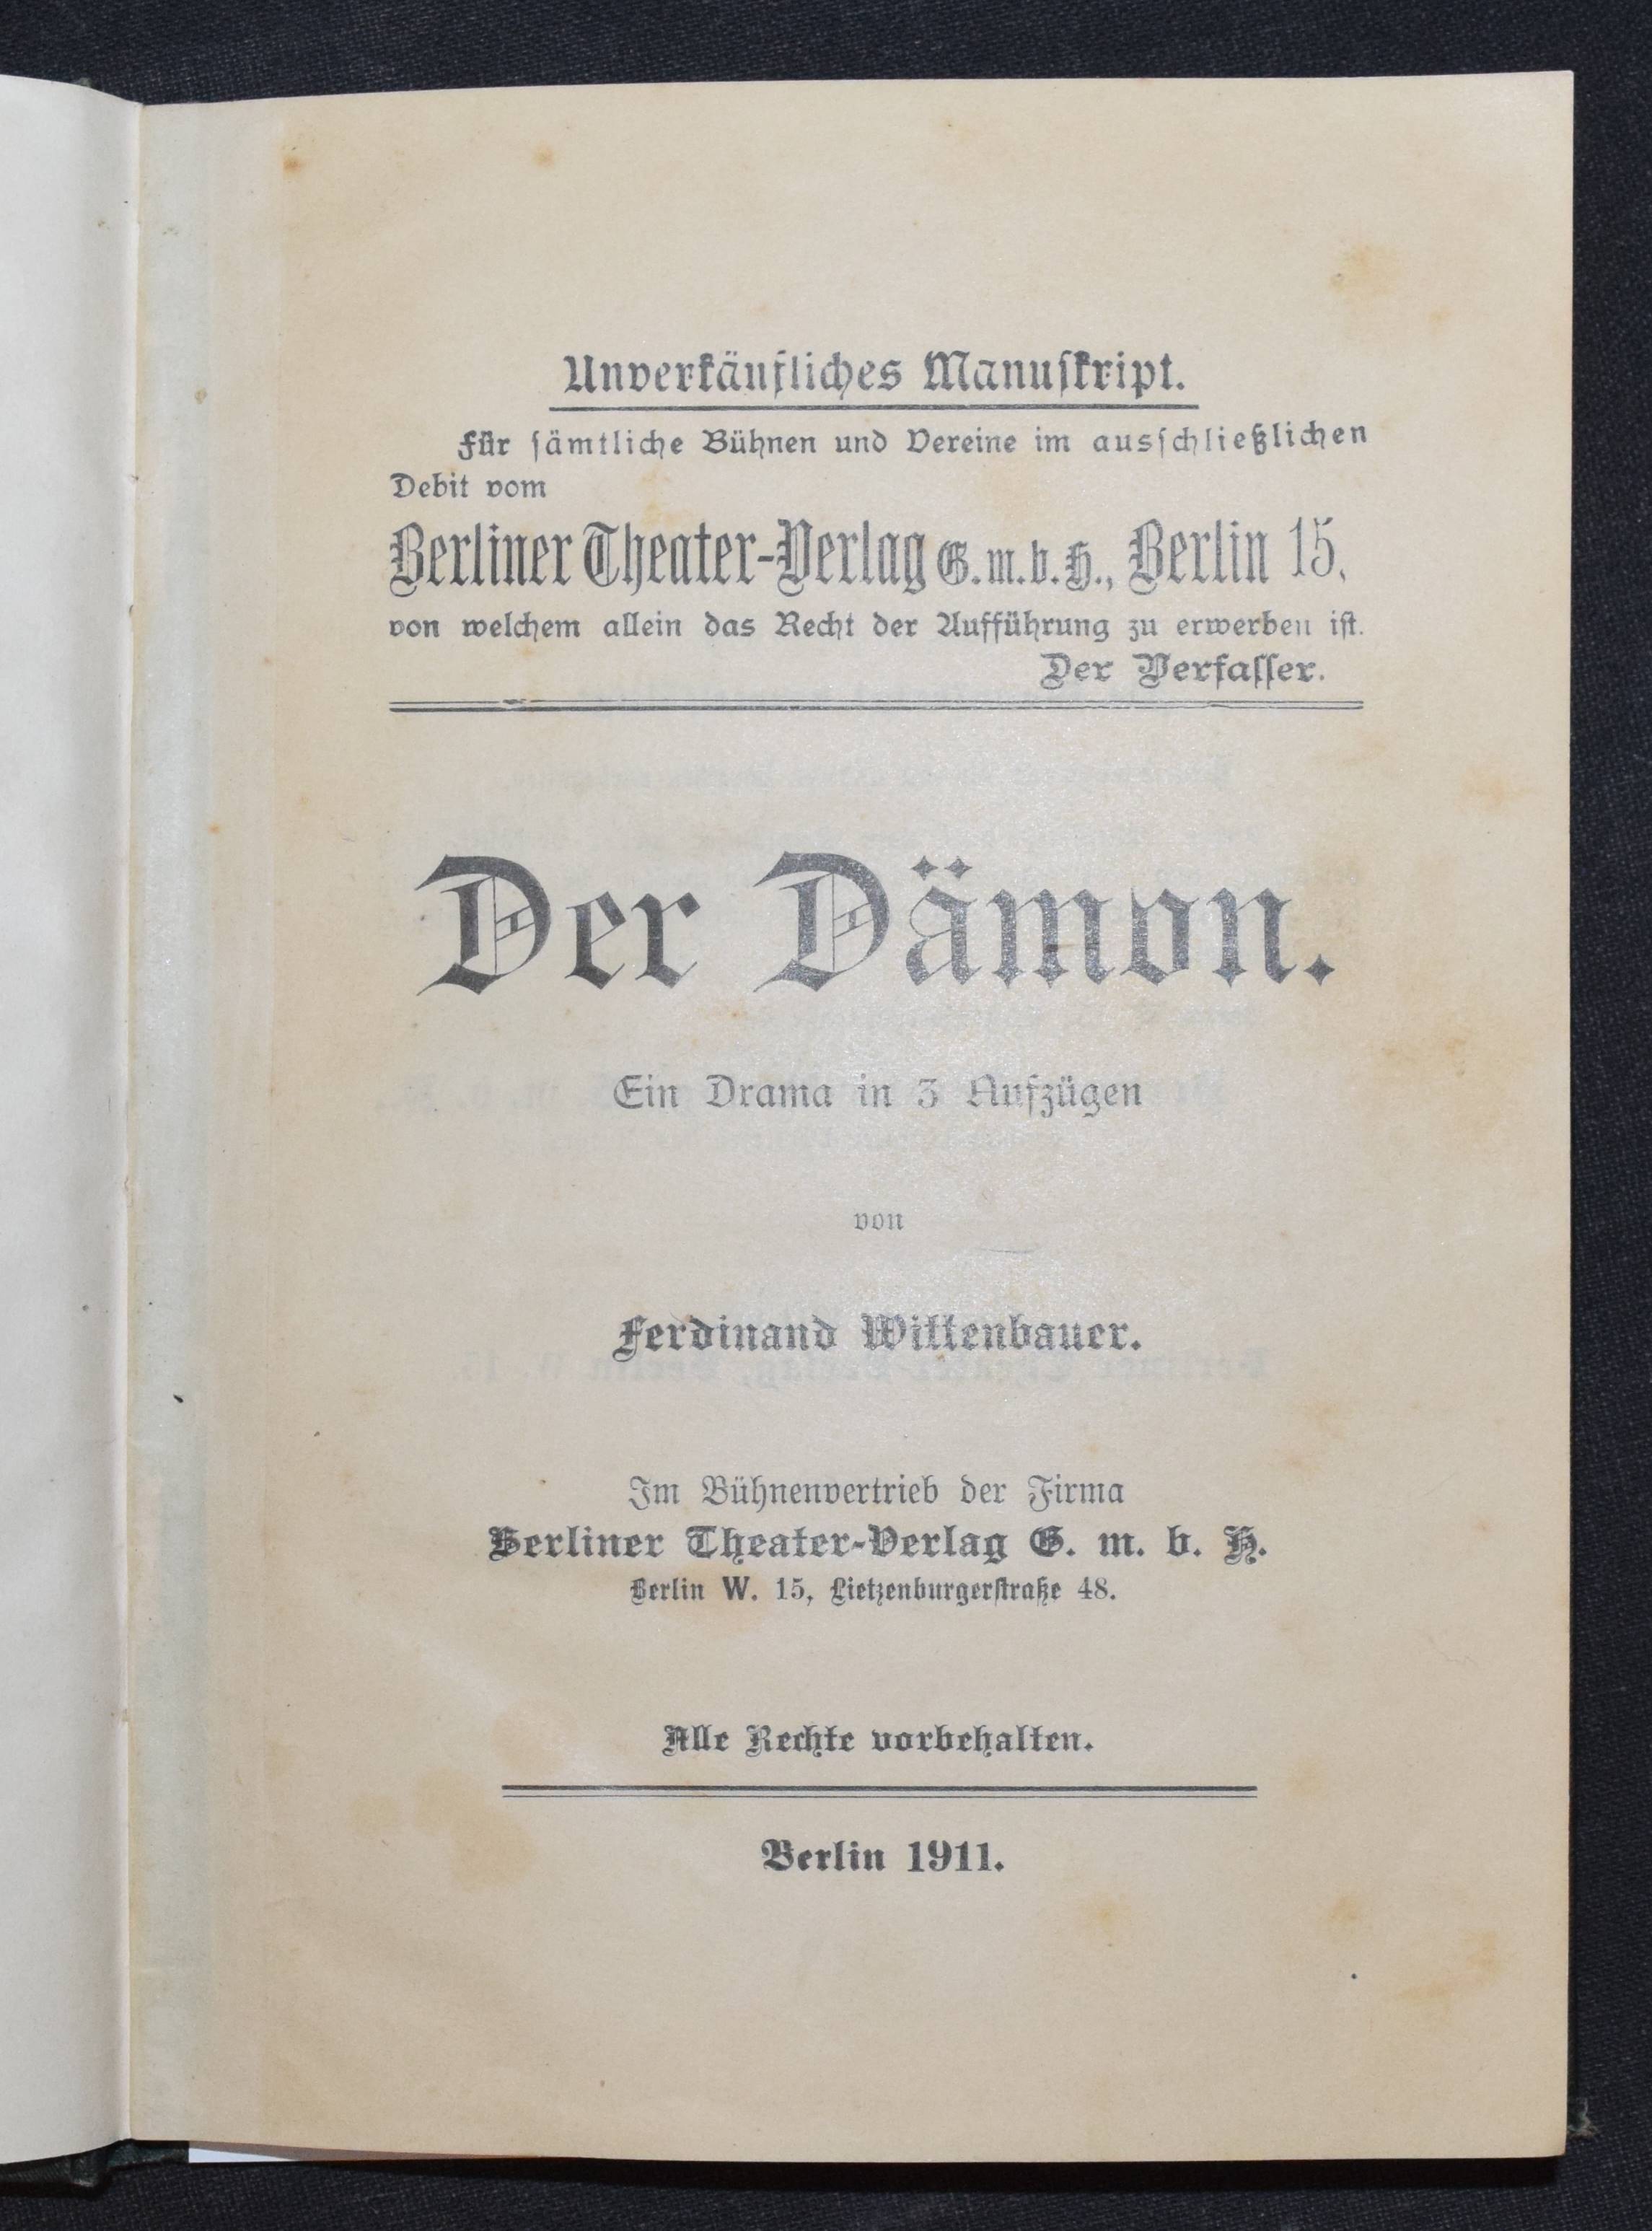 Unverkäufliches Manuskript.
Für sämtliche Bühnen und Vereine im ausschließlichen
Debit vom
Berliner Theater-Verlag G. m. b. H., Berlin 15,
von welchem allein das Recht der Aufführung zu erwerben ist.
Der Verfasser.
Der Dämon.
Ein Drama in 3 Aufzügen
von
Ferdinand Wittenbauer.
Im Bühnenvertrieb der Firma
Berliner Theater-Verlag G. m. b. H.
Berlin W. 15, Lietzenburgerstraße 48.
Alle Rechte vorbehalten.
Berlin 1911.